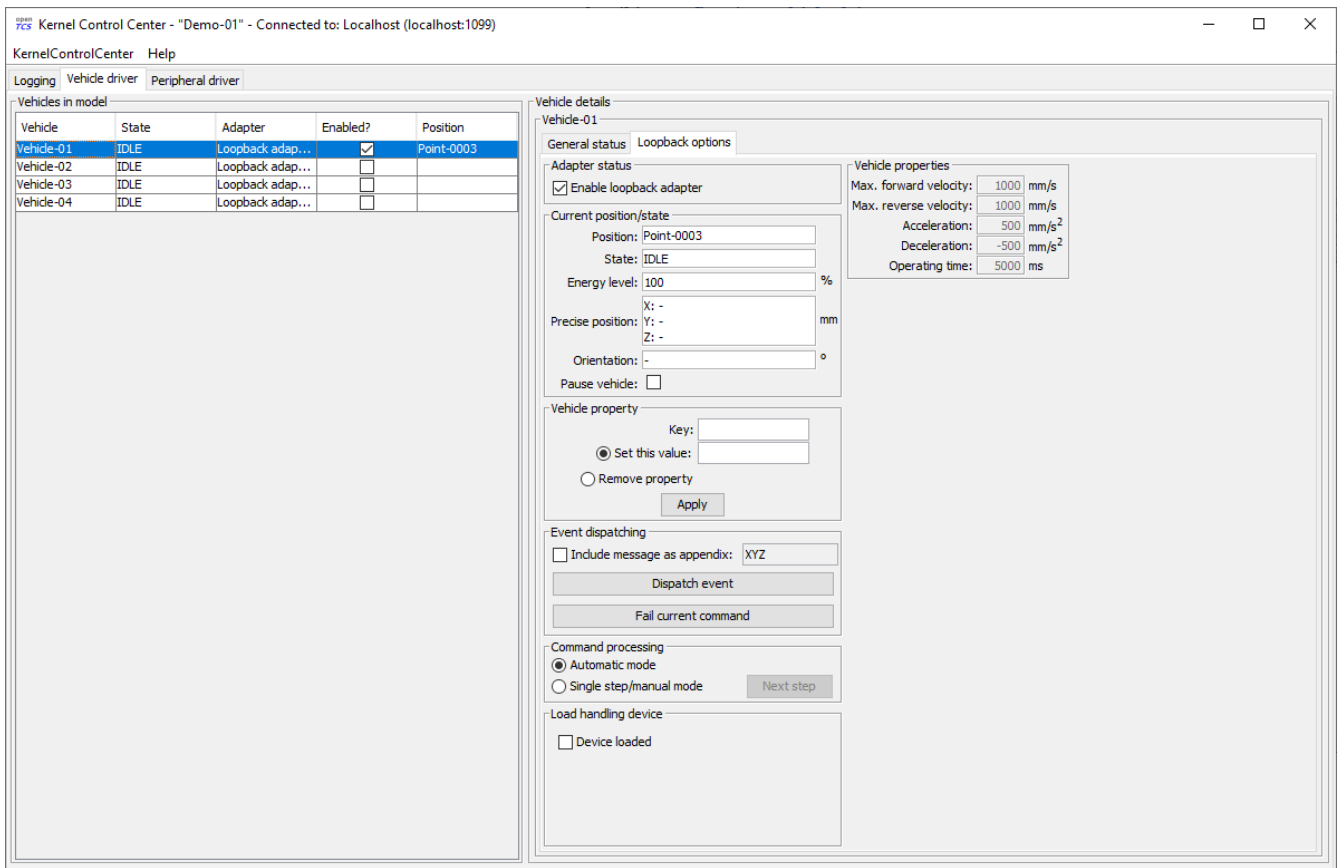 open TCS Kernel Control Center - "Demo-01" - Connected to: Localhost (localhost:1099)
KernelControlCenter Help
Logging Vehicle driver Peripheral driver
Vehicles in model
Vehicle State Adapter Enabled? Position
Vehicle-01 IDLE Loopback adap... Point-0003
Vehicle-02 IDLE Loopback adap...
Vehicle-03 IDLE Loopback adap...
Vehicle-04 IDLE Loopback adap...
Vehicle details
Vehicle-01
General status Loopback options
Adapter status
Enable loopback adapter
Current position/state
Position: Point-0003
State: IDLE
Energy level: 100 %
Precise position: X: -
Y: - mm
Z: -
Orientation: - °
Pause vehicle:
Vehicle property
Key:
Set this value:
Remove property
Apply
Event dispatching
Include message as appendix: XYZ
Dispatch event
Fail current command
Command processing
Automatic mode
Single step/manual mode Next step
Load handling device
Device loaded
Vehicle properties
Max. forward velocity: 1000 mm/s
Max. reverse velocity: 1000 mm/s
Acceleration: 500 mm/s²
Deceleration: -500 mm/s²
Operating time: 5000 ms